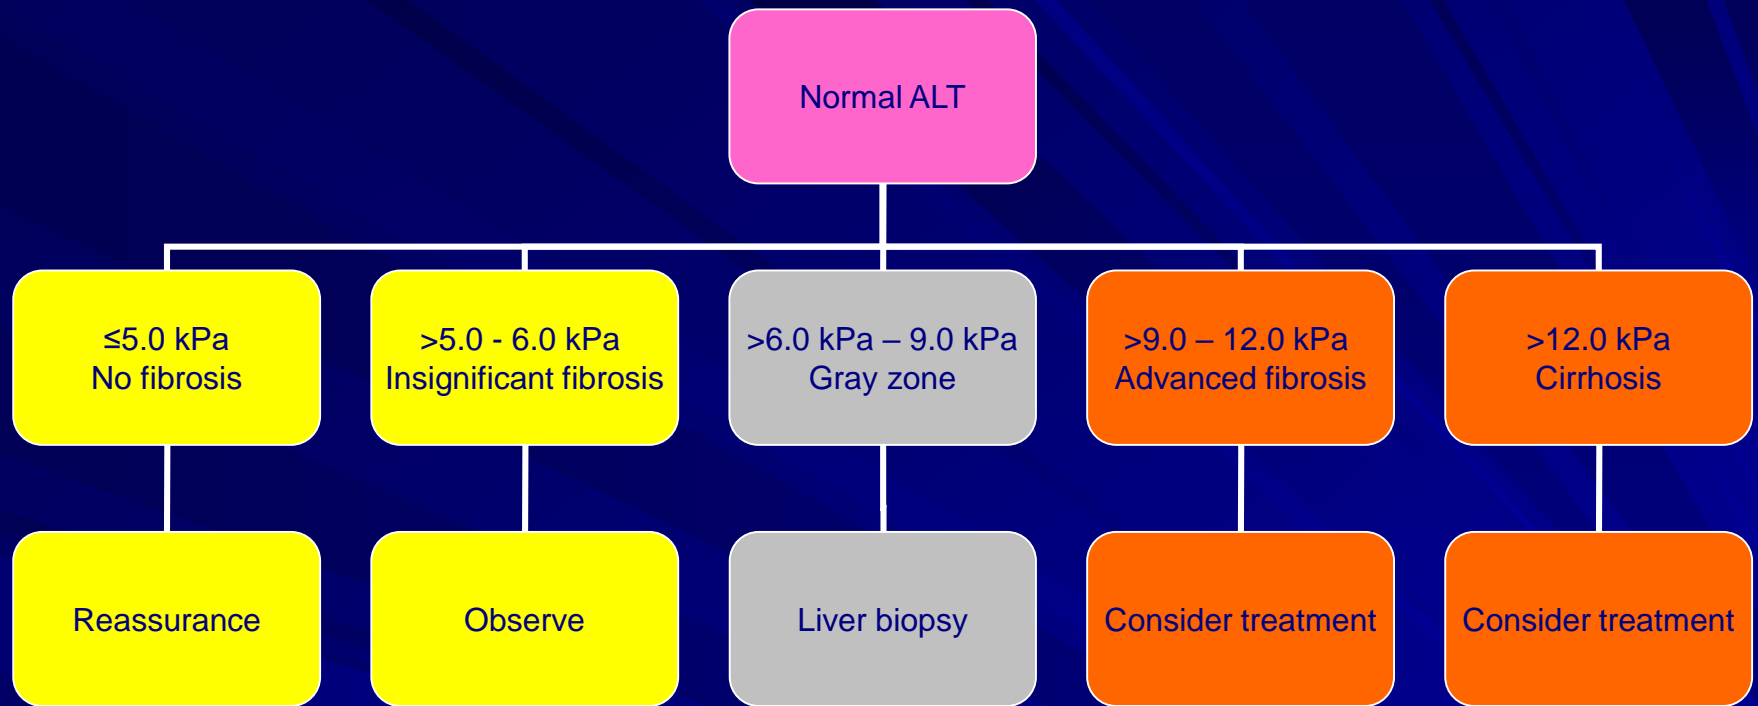 Normal ALT
≤5.0 kPa
No fibrosis
>5.0 - 6.0 kPa
Insignificant fibrosis
>6.0 kPa – 9.0 kPa
Gray zone
>9.0 – 12.0 kPa
Advanced fibrosis
>12.0 kPa
Cirrhosis
Reassurance
Observe
Liver biopsy
Consider treatment
Consider treatment